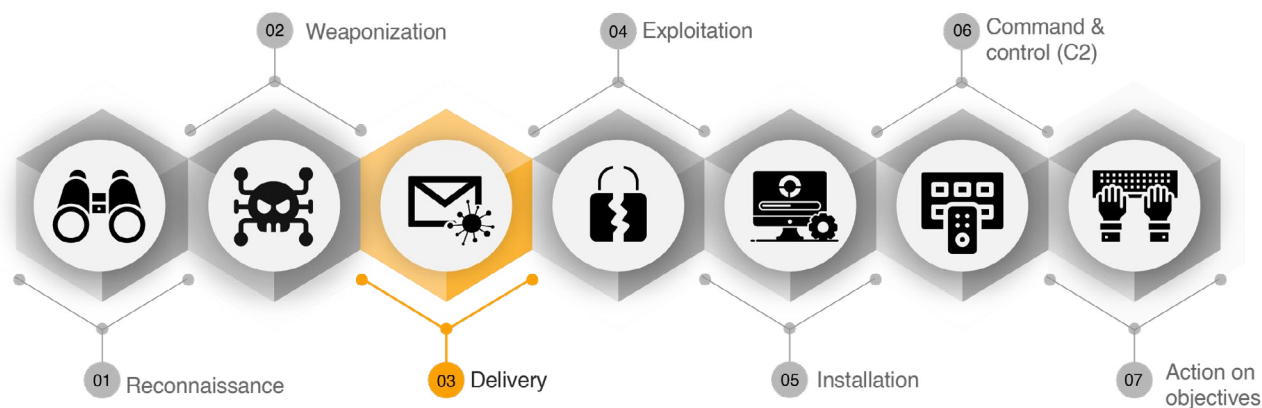 01
Reconnaissance
02
Weaponization
03
Delivery
04
Exploitation
05
Installation
06
Command &
control (C2)
07
Action on
objectives